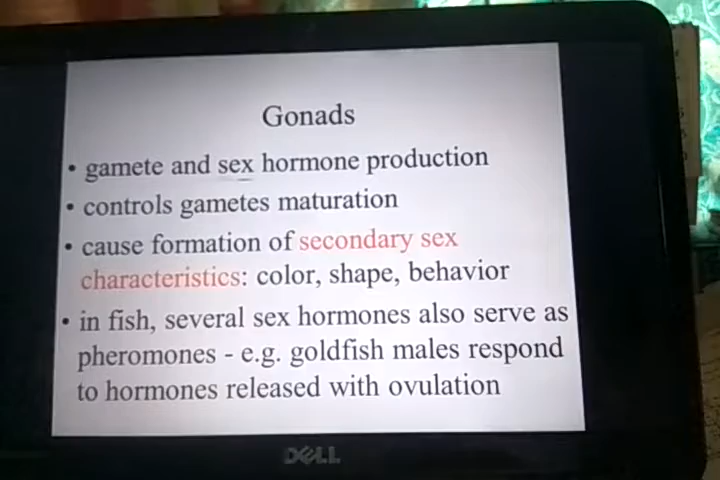 Gonads
• gamete and sex hormone production
• controls gametes maturation
• cause formation of secondary sex
characteristics: color, shape, behavior
• in fish, several sex hormones also serve as
pheromones - e.g. goldfish males respond
to hormones released with ovulation
DELL